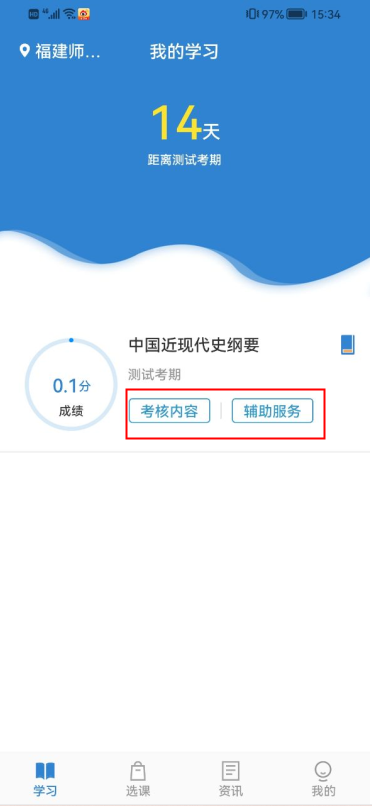 HD 4G 97% 15:34
福建师... 我的学习
14天
距离测试考期
中国近现代史纲要
测试考期
0.1分
成绩
考核内容 辅助服务
学习 选课 资讯 我的